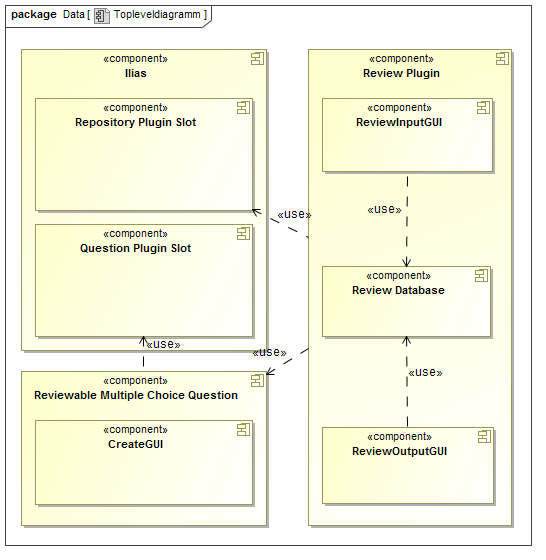 package Data [ Topleveldiagramm ]
«component»
Ilias
«component»
Repository Plugin Slot
«component»
Question Plugin Slot
«use»
«component»
Reviewable Multiple Choice Question
«component»
CreateGUI
«use»
«use»
«component»
Review Plugin
«component»
ReviewInputGUI
«use»
«component»
Review Database
«use»
«component»
ReviewOutputGUI